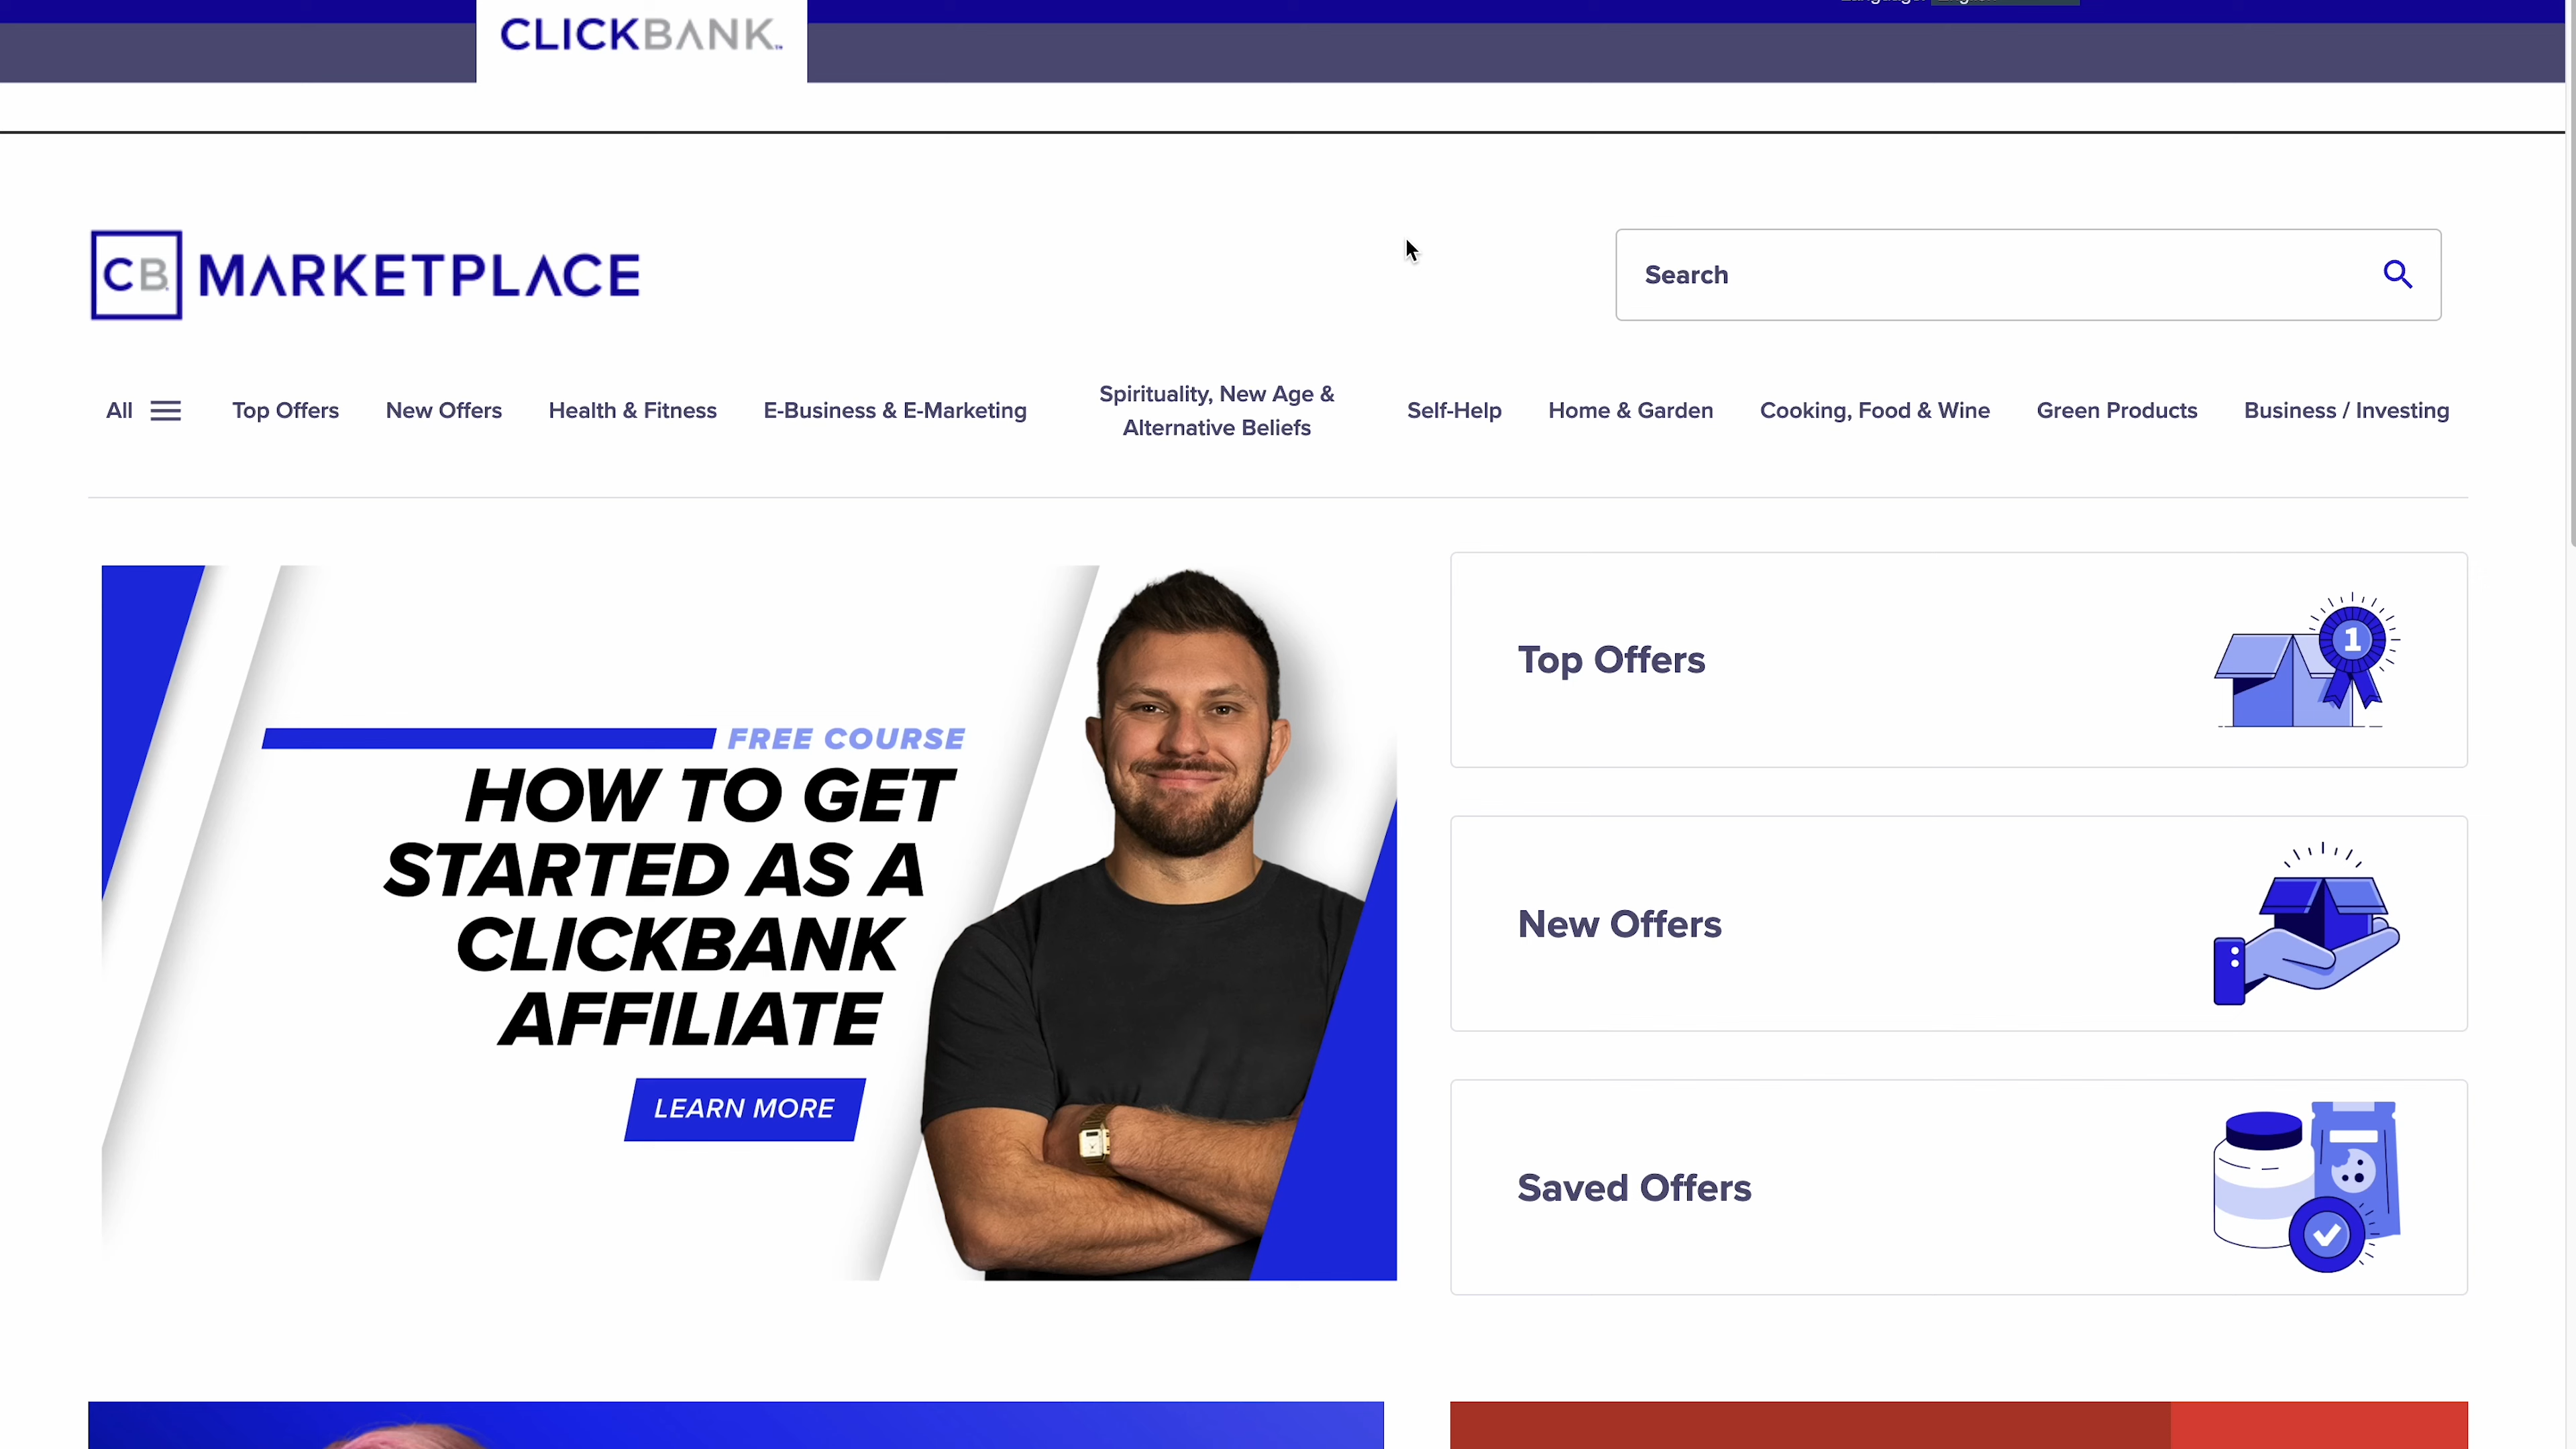 CLICKBANK
CB MARKETPLACE
Search
All
Top Offers
New Offers
Health & Fitness
E-Business & E-Marketing
Spirituality, New Age &
Alternative Beliefs
Self-Help
Home & Garden
Cooking, Food & Wine
Green Products
Business / Investing
FREE COURSE
HOW TO GET
STARTED AS A
CLICKBANK
AFFILIATE
LEARN MORE
Top Offers
1
New Offers
Saved Offers